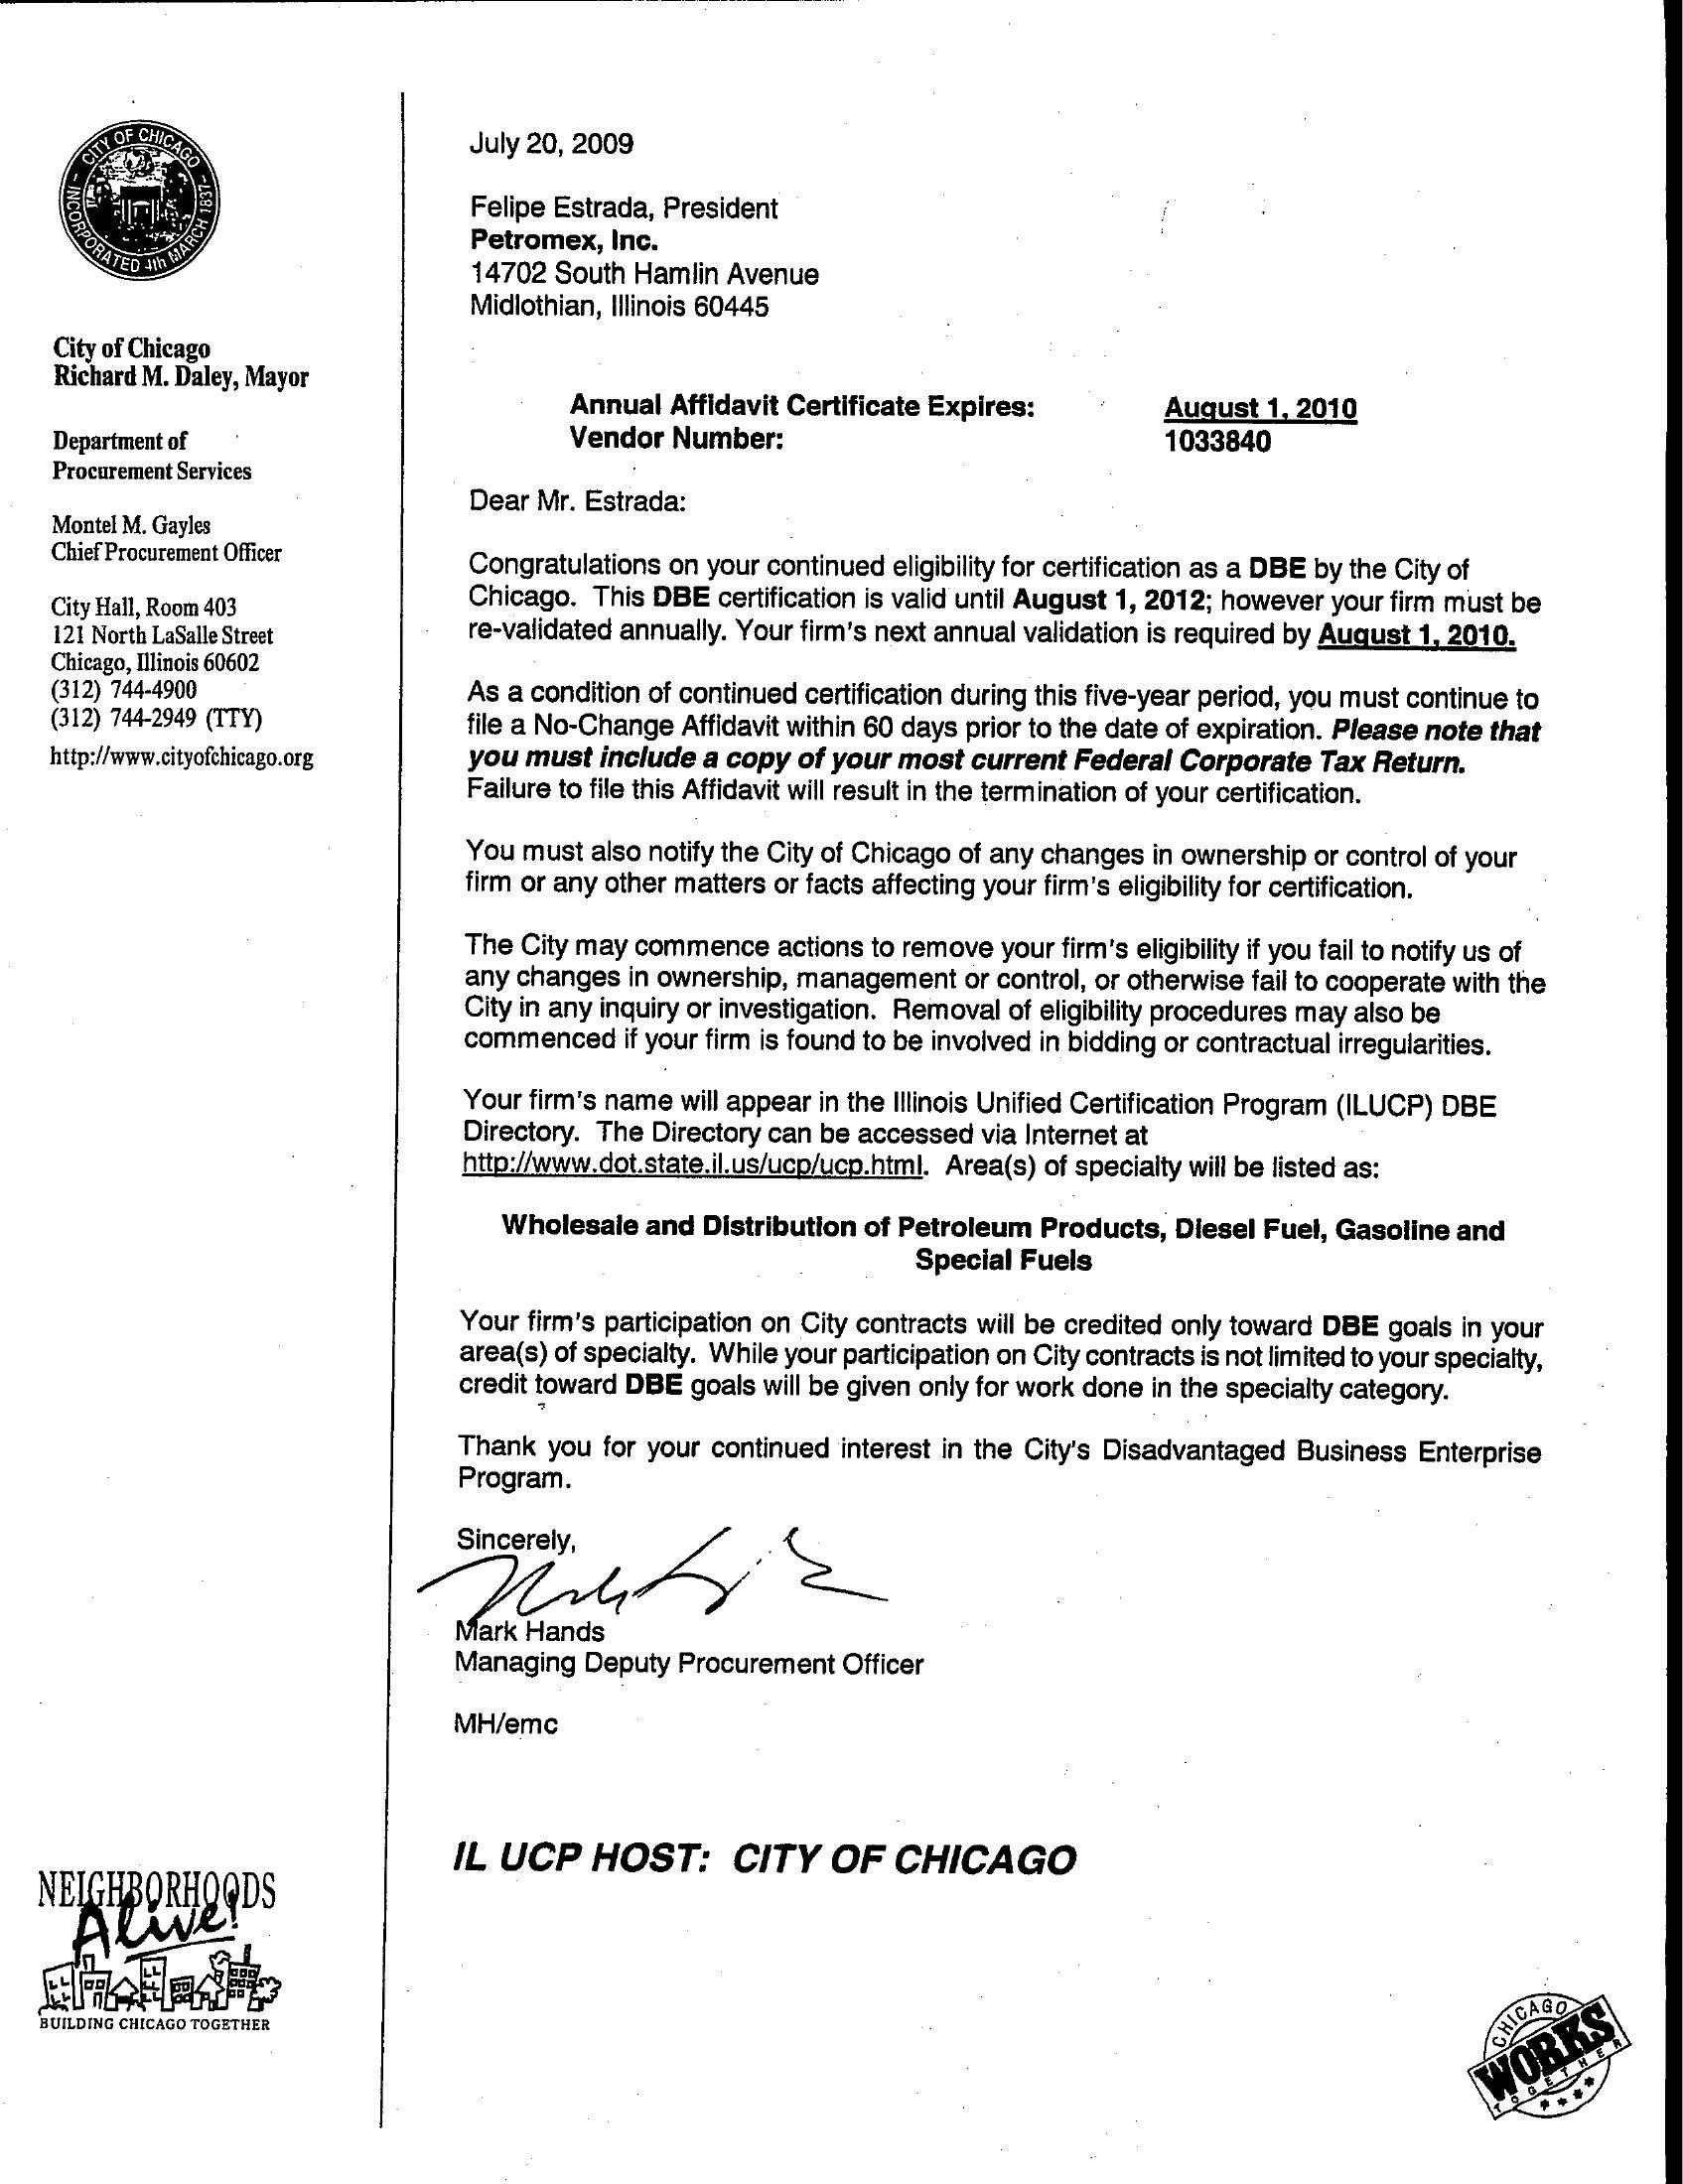 CITY OF CHICAGO
INCORPORATED 4th MARCH 1837
City of Chicago
Richard M. Daley, Mayor
Department of
Procurement Services
Montel M. Gayles
Chief Procurement Officer
City Hall, Room 403
121 North LaSalle Street
Chicago, Illinois 60602
(312) 744-4900
(312) 744-2949 (TTY)
http://www.cityofchicago.org
July 20, 2009
Felipe Estrada, President
Petromex, Inc.
14702 South Hamlin Avenue
Midlothian, Illinois 60445
Annual Affidavit Certificate Expires: August 1, 2010
Vendor Number: 1033840
Dear Mr. Estrada:
Congratulations on your continued eligibility for certification as a DBE by the City of
Chicago. This DBE certification is valid until August 1, 2012; however your firm must be
re-validated annually. Your firm's next annual validation is required by August 1, 2010.
As a condition of continued certification during this five-year period, you must continue to
file a No-Change Affidavit within 60 days prior to the date of expiration. Please note that
you must include a copy of your most current Federal Corporate Tax Return.
Failure to file this Affidavit will result in the termination of your certification.
You must also notify the City of Chicago of any changes in ownership or control of your
firm or any other matters or facts affecting your firm's eligibility for certification.
The City may commence actions to remove your firm's eligibility if you fail to notify us of
any changes in ownership, management or control, or otherwise fail to cooperate with the
City in any inquiry or investigation. Removal of eligibility procedures may also be
commenced if your firm is found to be involved in bidding or contractual irregularities.
Your firm's name will appear in the Illinois Unified Certification Program (ILUCP) DBE
Directory. The Directory can be accessed via Internet at
http://www.dot.state.il.us/ucp/ucp.html. Area(s) of specialty will be listed as:
Wholesale and Distribution of Petroleum Products, Diesel Fuel, Gasoline and
Special Fuels
Your firm's participation on City contracts will be credited only toward DBE goals in your
area(s) of specialty. While your participation on City contracts is not limited to your specialty,
credit toward DBE goals will be given only for work done in the specialty category.
Thank you for your continued interest in the City's Disadvantaged Business Enterprise
Program.
Sincerely,
Mark Hands
Managing Deputy Procurement Officer
MH/emc
IL UCP HOST: CITY OF CHICAGO
NEIGHBORHOODS
Alive!
BUILDING CHICAGO TOGETHER
CHICAGO
WORKS
TOGETHER